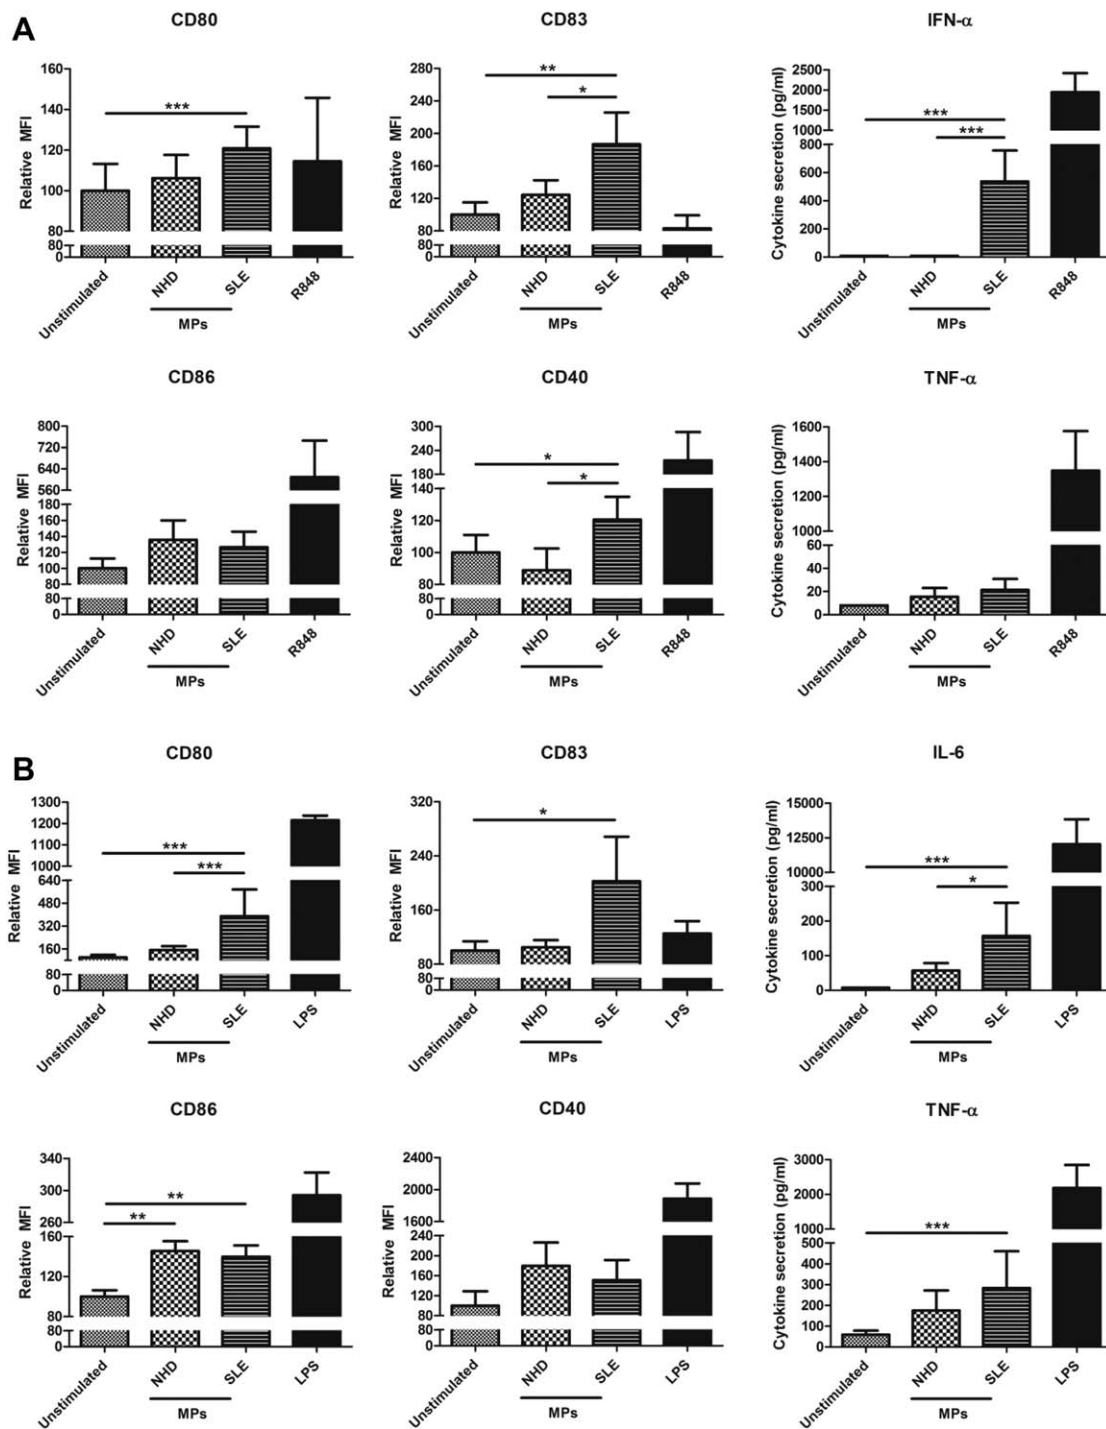 A
CD80
Relative MFI
160
140
120
100
80
80
0
***
Unstimulated
NHD
SLE
R848
MPs
CD83
Relative MFI
280
240
200
160
120
80
80
0
**
*
Unstimulated
NHD
SLE
R848
MPs
IFN-α
Cytokine secretion (pg/ml)
2500
2000
1500
1000
800
600
400
200
0
***
***
Unstimulated
NHD
SLE
R848
MPs
CD86
Relative MFI
800
720
640
560
180
160
140
120
100
80
80
0
Unstimulated
NHD
SLE
R848
MPs
CD40
Relative MFI
300
240
180
140
120
100
80
80
0
*
*
Unstimulated
NHD
SLE
R848
MPs
TNF-α
Cytokine secretion (pg/ml)
1600
1400
1200
1000
60
40
20
0
Unstimulated
NHD
SLE
R848
MPs
B
CD80
Relative MFI
1300
1200
1100
1000
640
480
320
160
80
0
***
***
Unstimulated
NHD
SLE
LPS
MPs
CD83
Relative MFI
320
240
160
80
80
0
*
Unstimulated
NHD
SLE
LPS
MPs
IL-6
Cytokine secretion (pg/ml)
15000
12500
10000
300
200
100
0
***
*
Unstimulated
NHD
SLE
LPS
MPs
CD86
Relative MFI
340
300
260
160
120
80
80
0
**
**
Unstimulated
NHD
SLE
LPS
MPs
CD40
Relative MFI
2400
2000
1600
240
200
160
120
80
80
0
Unstimulated
NHD
SLE
LPS
MPs
TNF-α
Cytokine secretion (pg/ml)
3000
2000
1000
500
400
300
200
100
0
***
Unstimulated
NHD
SLE
LPS
MPs